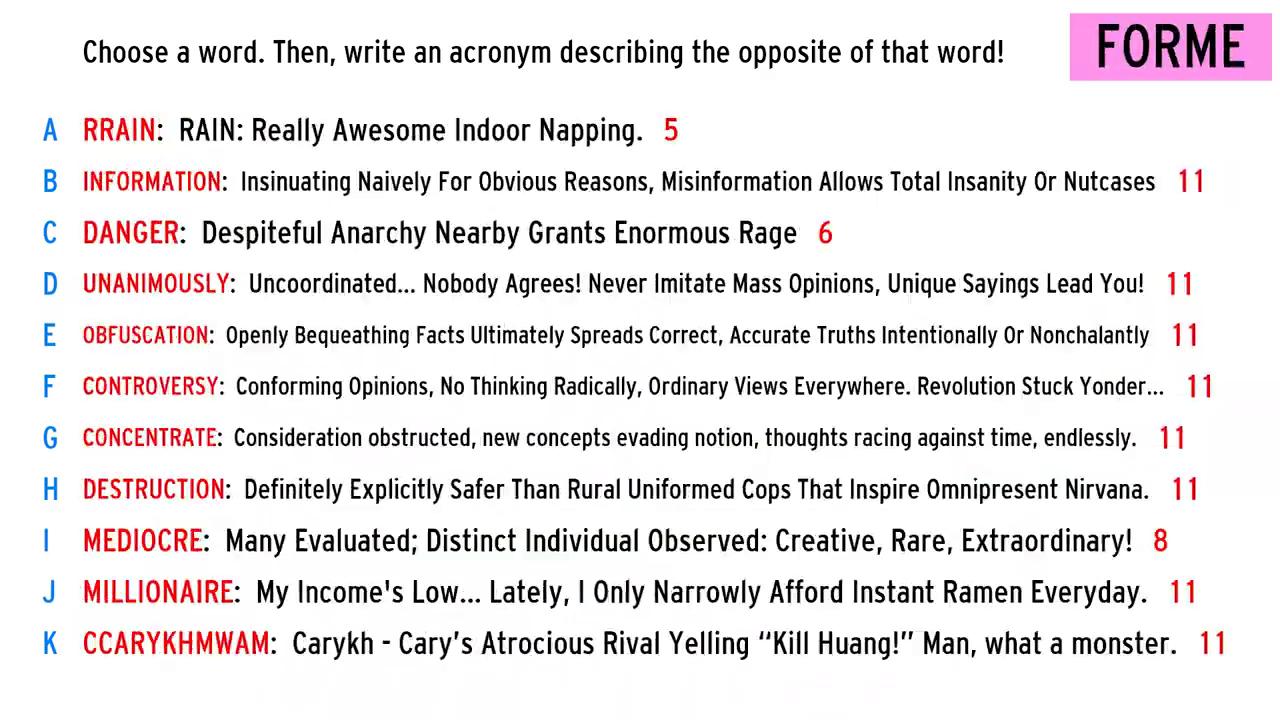 Choose a word. Then, write an acronym describing the opposite of that word!
FORME
A RRAIN: RAIN: Really Awesome Indoor Napping. 5
B INFORMATION: Insinuating Naively For Obvious Reasons, Misinformation Allows Total Insanity Or Nutcases 11
C DANGER: Despiteful Anarchy Nearby Grants Enormous Rage 6
D UNANIMOUSLY: Uncoordinated... Nobody Agrees! Never Imitate Mass Opinions, Unique Sayings Lead You! 11
E OBFUSCATION: Openly Bequeathing Facts Ultimately Spreads Correct, Accurate Truths Intentionally Or Nonchalantly 11
F CONTROVERSY: Conforming Opinions, No Thinking Radically, Ordinary Views Everywhere. Revolution Stuck Yonder... 11
G CONCENTRATE: Consideration obstructed, new concepts evading notion, thoughts racing against time, endlessly. 11
H DESTRUCTION: Definitely Explicitly Safer Than Rural Uniformed Cops That Inspire Omnipresent Nirvana. 11
I MEDIOCRE: Many Evaluated; Distinct Individual Observed: Creative, Rare, Extraordinary! 8
J MILLIONAIRE: My Income's Low... Lately, I Only Narrowly Afford Instant Ramen Everyday. 11
K CCARYKHMWAM: Carykh - Cary’s Atrocious Rival Yelling “Kill Huang!” Man, what a monster. 11